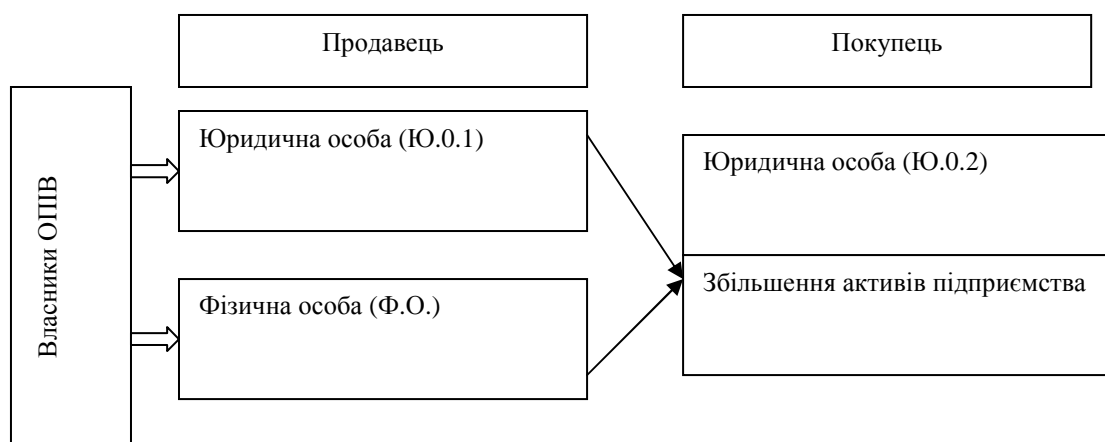 Продавець
Покупець
Власники ОПІВ
Юридична особа (Ю.0.1)
Юридична особа (Ю.0.2)
Фізична особа (Ф.О.)
Збільшення активів підприємства